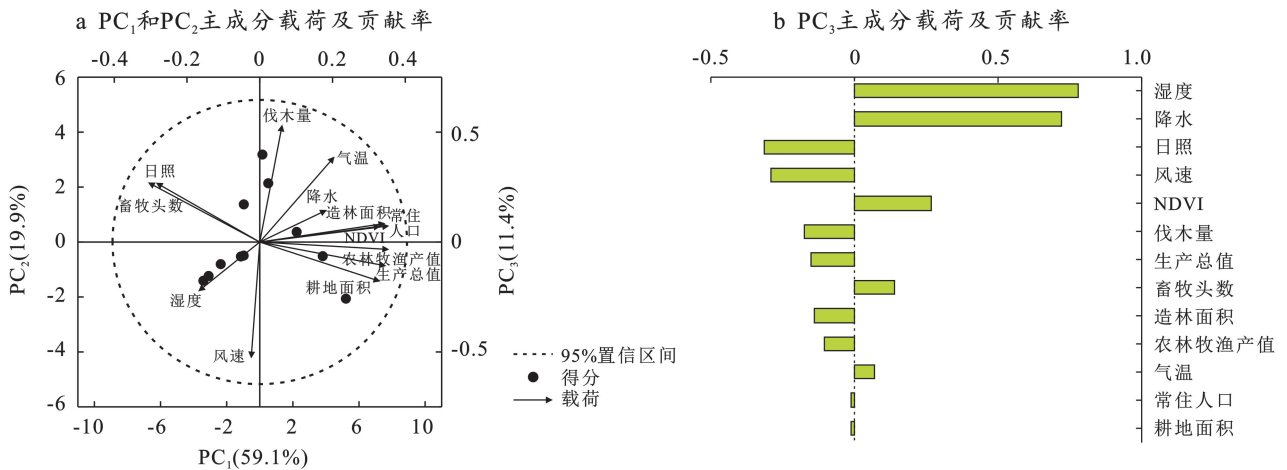 a PC₁和PC₂主成分载荷及贡献率
-0.4 -0.2 0 0.2 0.4
6
4
2
0
-2
-4
-6
PC₂(19.9%)
伐木量
气温
日照
畜牧头数
降水
造林面积
常住
人口
NDVI
农林牧渔产值
生产总值
耕地面积
湿度
风速
0.5
0
-0.5
PC₃(11.4%)
-10 -6 -2 2 6 10
PC₁(59.1%)
95%置信区间
得分
载荷
b PC₃主成分载荷及贡献率
-0.5 0 0.5 1.0
湿度
降水
日照
风速
NDVI
伐木量
生产总值
畜牧头数
造林面积
农林牧渔产值
气温
常住人口
耕地面积